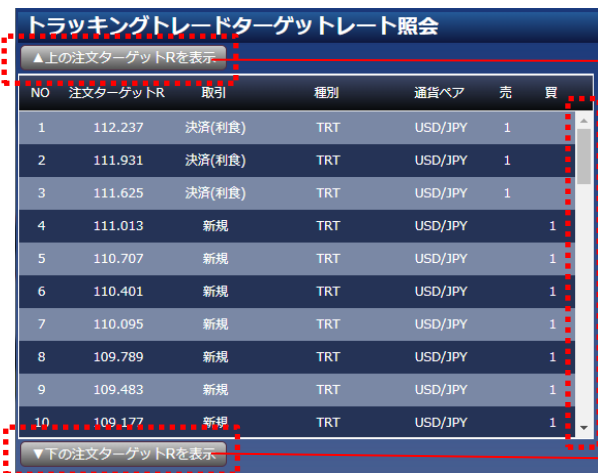 トラッキングトレードターゲットレート照会
▲上の注文ターゲットRを表示
NO 注文ターゲットR 取引 種別 通貨ペア 売 買
1 112.237 決済(利食) TRT USD/JPY 1
2 111.931 決済(利食) TRT USD/JPY 1
3 111.625 決済(利食) TRT USD/JPY 1
4 111.013 新規 TRT USD/JPY 1
5 110.707 新規 TRT USD/JPY 1
6 110.401 新規 TRT USD/JPY 1
7 110.095 新規 TRT USD/JPY 1
8 109.789 新規 TRT USD/JPY 1
9 109.483 新規 TRT USD/JPY 1
10 109.177 新規 TRT USD/JPY 1
▼下の注文ターゲットRを表示